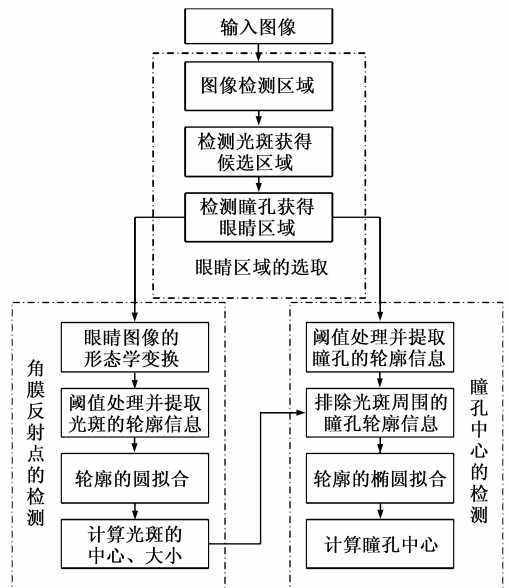 输入图像
图像检测区域
检测光斑获得
候选区域
检测瞳孔获得
眼睛区域
眼睛区域的选取
角膜反射点的检测
眼睛图像的
形态学变换
阈值处理并提取
光斑的轮廓信息
轮廓的圆拟合
计算光斑的
中心、大小
阈值处理并提取
瞳孔的轮廓信息
排除光斑周围的
瞳孔轮廓信息
轮廓的椭圆拟合
计算瞳孔中心
瞳孔中心的检测